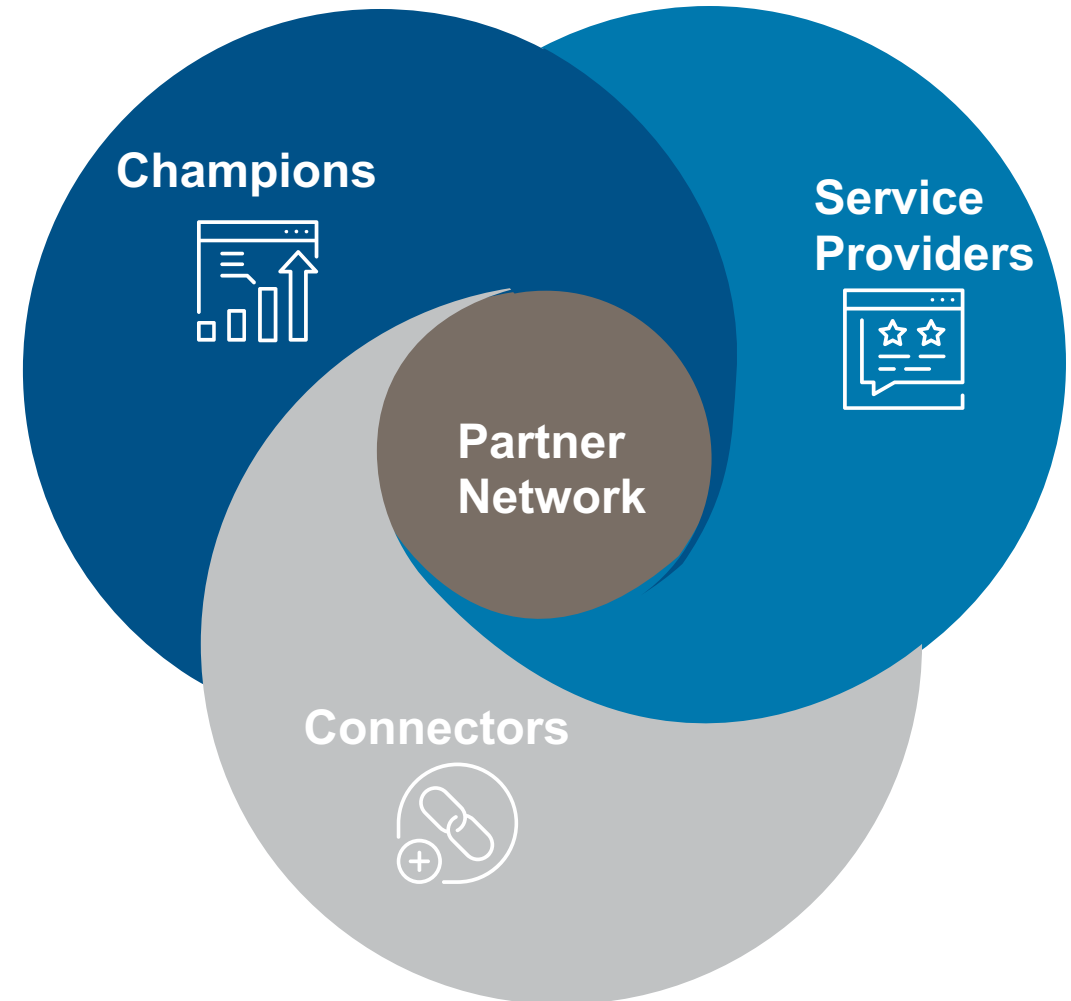 Champions
Service
Providers
Partner
Network
Connectors